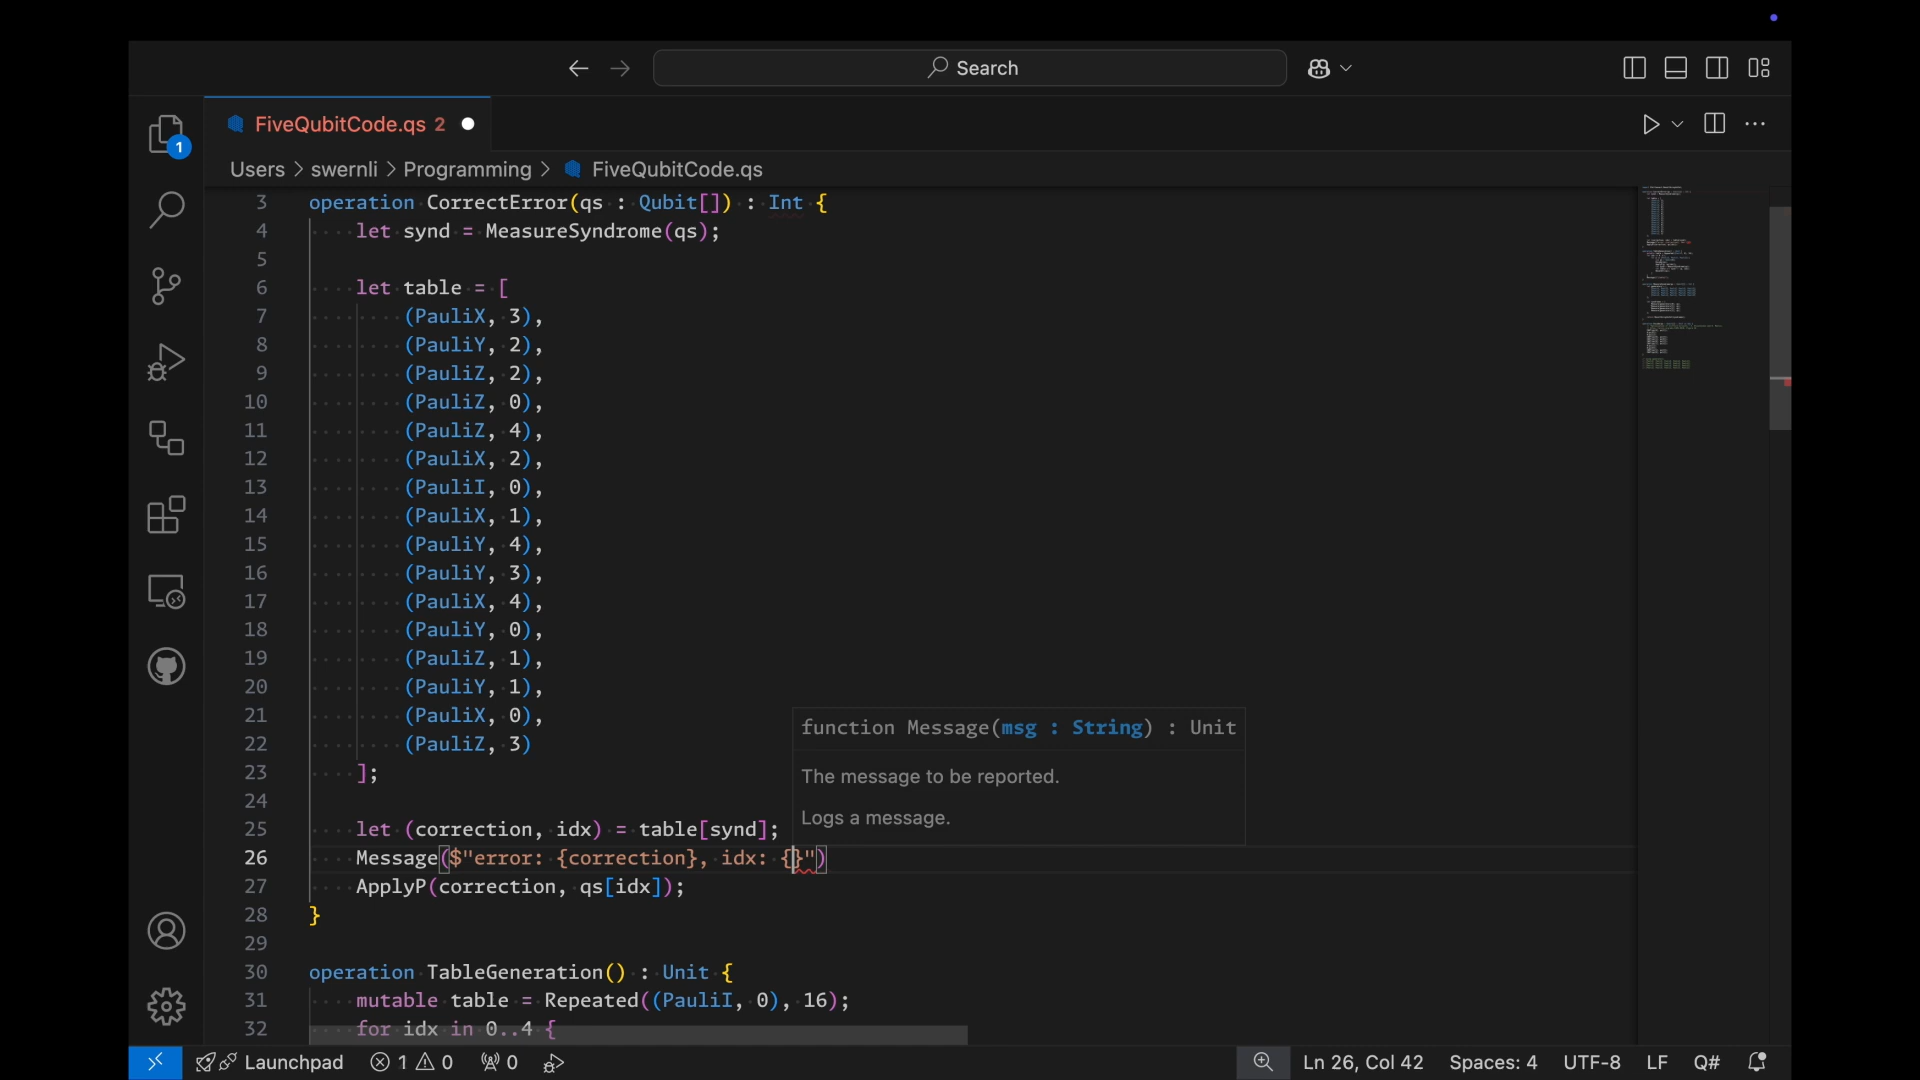 Search
FiveQubitCode.qs 2
1
Users > swernli > Programming > FiveQubitCode.qs
3 operation CorrectError(qs : Qubit[]) : Int {
4 let synd = MeasureSyndrome(qs);
5
6 let table = [
7 (PauliX, 3),
8 (PauliY, 2),
9 (PauliZ, 2),
10 (PauliZ, 0),
11 (PauliZ, 4),
12 (PauliX, 2),
13 (PauliI, 0),
14 (PauliX, 1),
15 (PauliY, 4),
16 (PauliY, 3),
17 (PauliX, 4),
18 (PauliY, 0),
19 (PauliZ, 1),
20 (PauliY, 1),
21 (PauliX, 0),
22 (PauliZ, 3)
23 ];
24
25 let (correction, idx) = table[synd];
26 Message($"error: {correction}, idx: {}")
27 ApplyP(correction, qs[idx]);
28 }
29
30 operation TableGeneration() : Unit {
31 mutable table = Repeated((PauliI, 0), 16);
32 for idx in 0..4 {
function Message(msg : String) : Unit
The message to be reported.
Logs a message.
Launchpad 1 0 0 Ln 26, Col 42 Spaces: 4 UTF-8 LF Q#